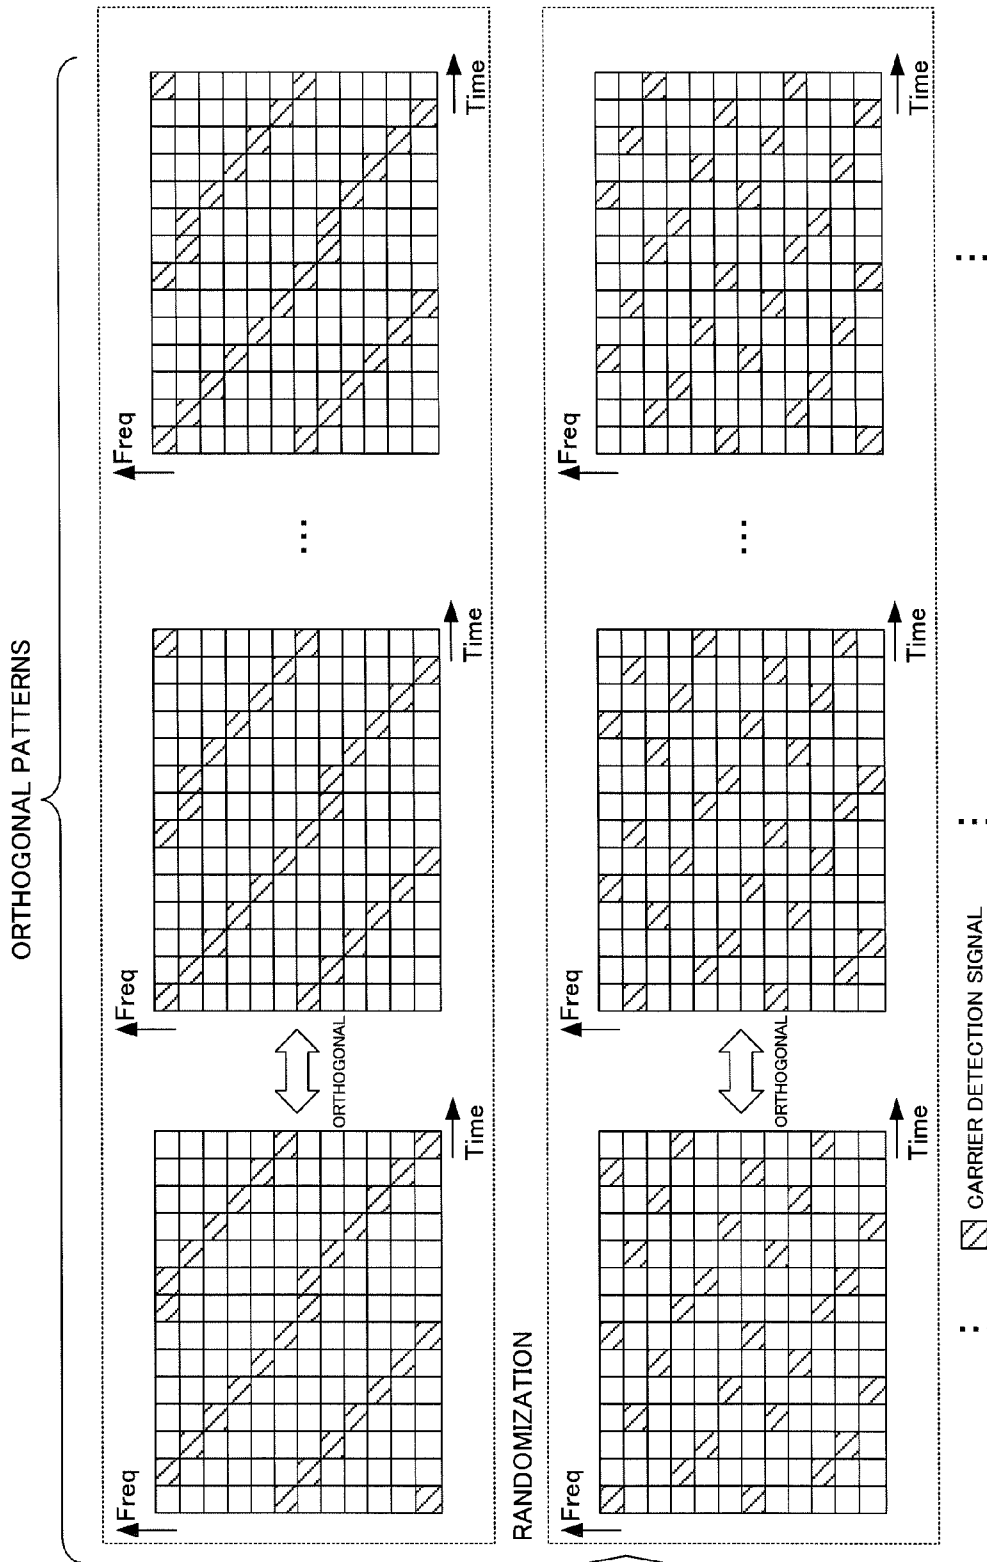 ORTHOGONAL PATTERNS
Freq
Time
ORTHOGONAL
Freq
Time
...
Freq
Time
RANDOMIZATION
Freq
Time
ORTHOGONAL
Freq
Time
...
Freq
Time
CARRIER DETECTION SIGNAL